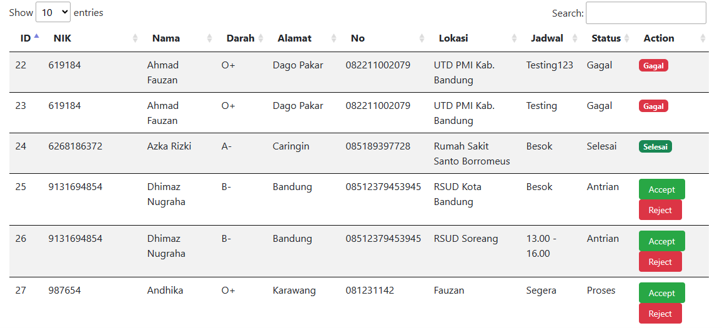 Show 10 entries Search:
ID NIK Nama Darah Alamat No Lokasi Jadwal Status Action
22 619184 Ahmad Fauzan O+ Dago Pakar 082211002079 UTD PMI Kab. Bandung Testing123 Gagal Gagal
23 619184 Ahmad Fauzan O+ Dago Pakar 082211002079 UTD PMI Kab. Bandung Testing Gagal Gagal
24 6268186372 Azka Rizki A- Caringin 085189397728 Rumah Sakit Santo Borromeus Besok Selesai Selesai
25 9131694854 Dhimaz Nugraha B- Bandung 08512379453945 RSUD Kota Bandung Besok Antrian Accept Reject
26 9131694854 Dhimaz Nugraha B- Bandung 08512379453945 RSUD Soreang 13.00 - 16.00 Antrian Accept Reject
27 987654 Andhika O+ Karawang 081231142 Fauzan Segera Proses Accept Reject